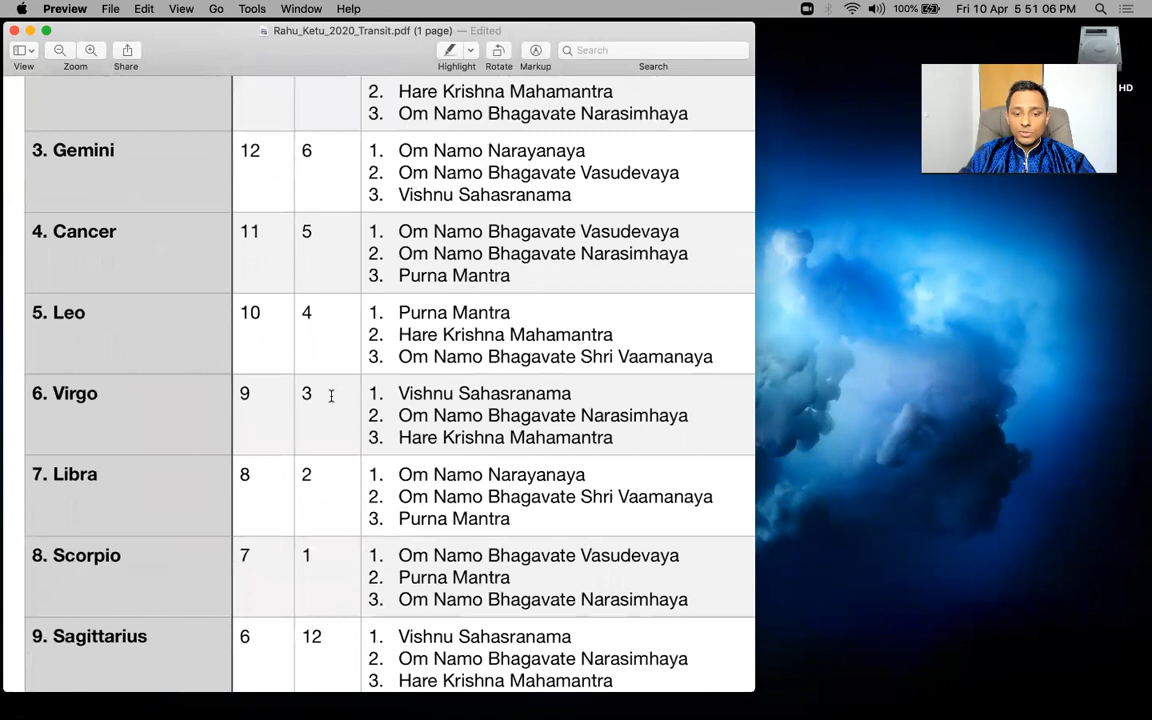 Preview File Edit View Go Tools Window Help
100% Fri 10 Apr 5 51 06 PM
Rahu_Ketu_2020_Transit.pdf (1 page) — Edited
Search
View Zoom Share Highlight Rotate Markup Search
HD
2. Hare Krishna Mahamantra
3. Om Namo Bhagavate Narasimhaya
3. Gemini 12 6 1. Om Namo Narayanaya
2. Om Namo Bhagavate Vasudevaya
3. Vishnu Sahasranama
4. Cancer 11 5 1. Om Namo Bhagavate Vasudevaya
2. Om Namo Bhagavate Narasimhaya
3. Purna Mantra
5. Leo 10 4 1. Purna Mantra
2. Hare Krishna Mahamantra
3. Om Namo Bhagavate Shri Vaamanaya
6. Virgo 9 3 1. Vishnu Sahasranama
2. Om Namo Bhagavate Narasimhaya
3. Hare Krishna Mahamantra
7. Libra 8 2 1. Om Namo Narayanaya
2. Om Namo Bhagavate Shri Vaamanaya
3. Purna Mantra
8. Scorpio 7 1 1. Om Namo Bhagavate Vasudevaya
2. Purna Mantra
3. Om Namo Bhagavate Narasimhaya
9. Sagittarius 6 12 1. Vishnu Sahasranama
2. Om Namo Bhagavate Narasimhaya
3. Hare Krishna Mahamantra